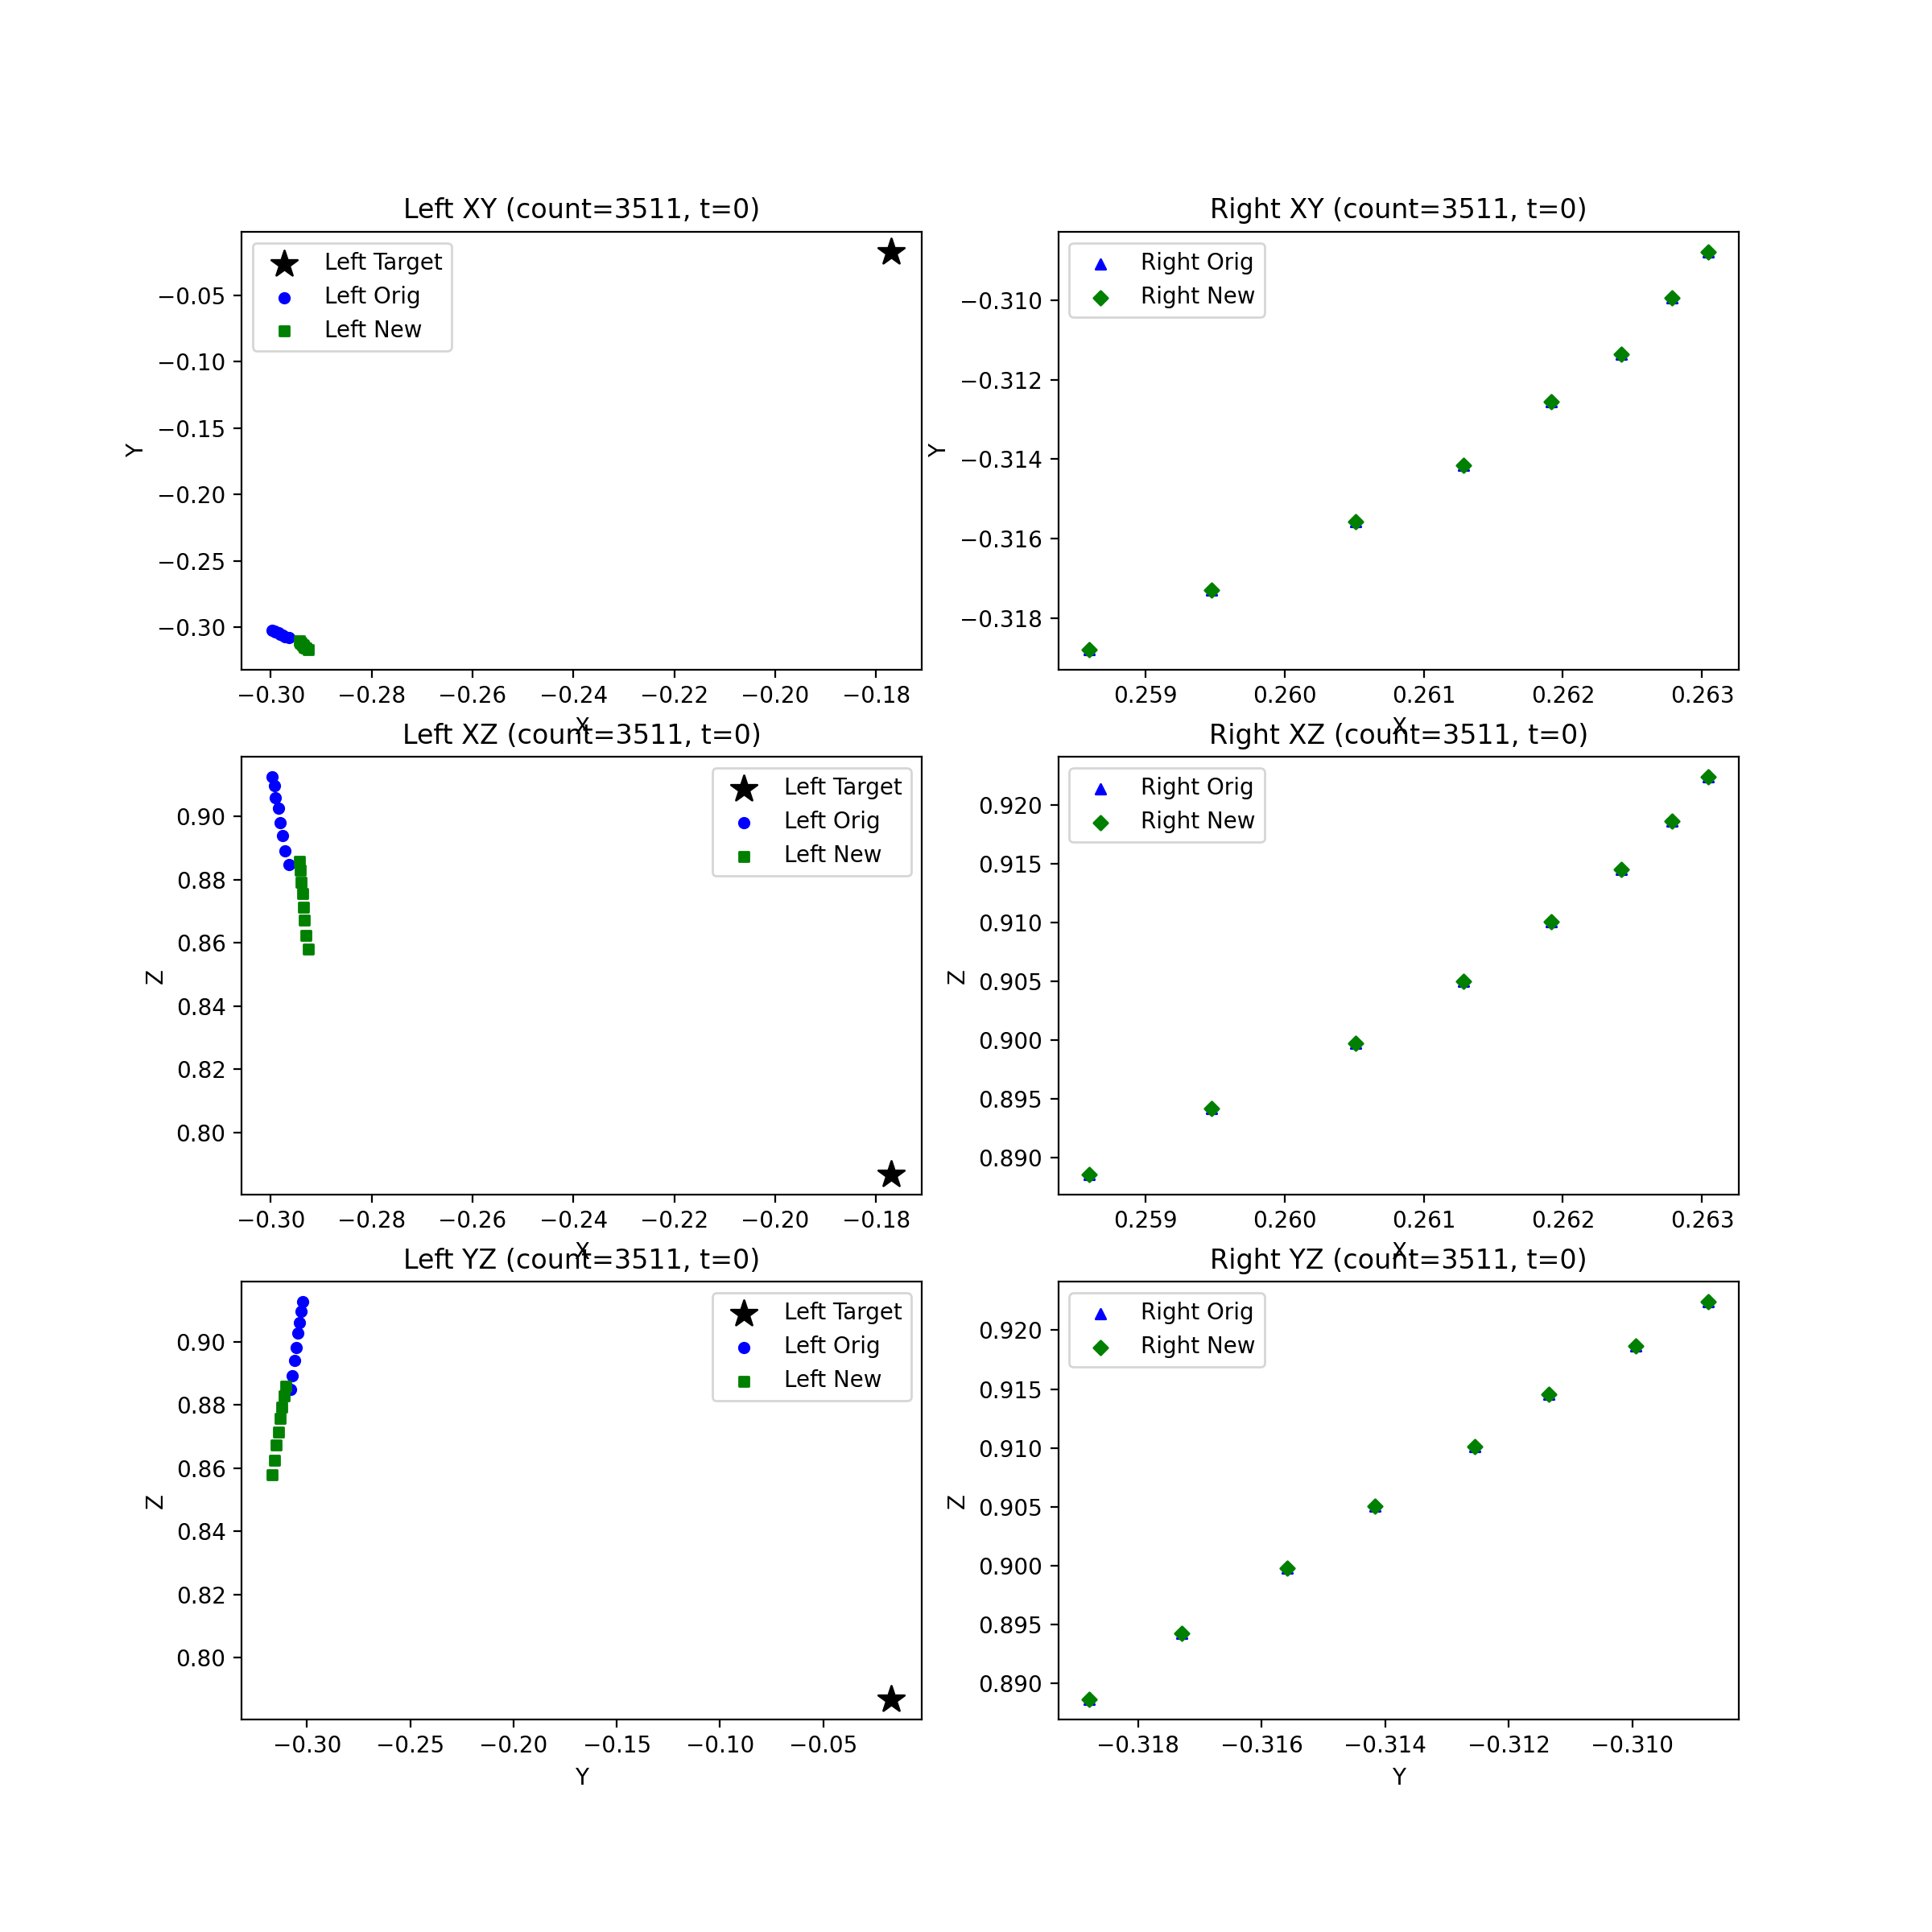 Left XY (count=3511, t=0)
Left Target
Left Orig
Left New
Y
−0.05
−0.10
−0.15
−0.20
−0.25
−0.30
−0.30 −0.28 −0.26 −0.24 −0.22 −0.20 −0.18
X
Right XY (count=3511, t=0)
Right Orig
Right New
Y
−0.310
−0.312
−0.314
−0.316
−0.318
0.259 0.260 0.261 0.262 0.263
X
Left XZ (count=3511, t=0)
Left Target
Left Orig
Left New
Z
0.90
0.88
0.86
0.84
0.82
0.80
−0.30 −0.28 −0.26 −0.24 −0.22 −0.20 −0.18
X
Right XZ (count=3511, t=0)
Right Orig
Right New
Z
0.920
0.915
0.910
0.905
0.900
0.895
0.890
0.259 0.260 0.261 0.262 0.263
X
Left YZ (count=3511, t=0)
Left Target
Left Orig
Left New
Z
0.90
0.88
0.86
0.84
0.82
0.80
−0.30 −0.25 −0.20 −0.15 −0.10 −0.05
Y
Right YZ (count=3511, t=0)
Right Orig
Right New
Z
0.920
0.915
0.910
0.905
0.900
0.895
0.890
−0.318 −0.316 −0.314 −0.312 −0.310
Y